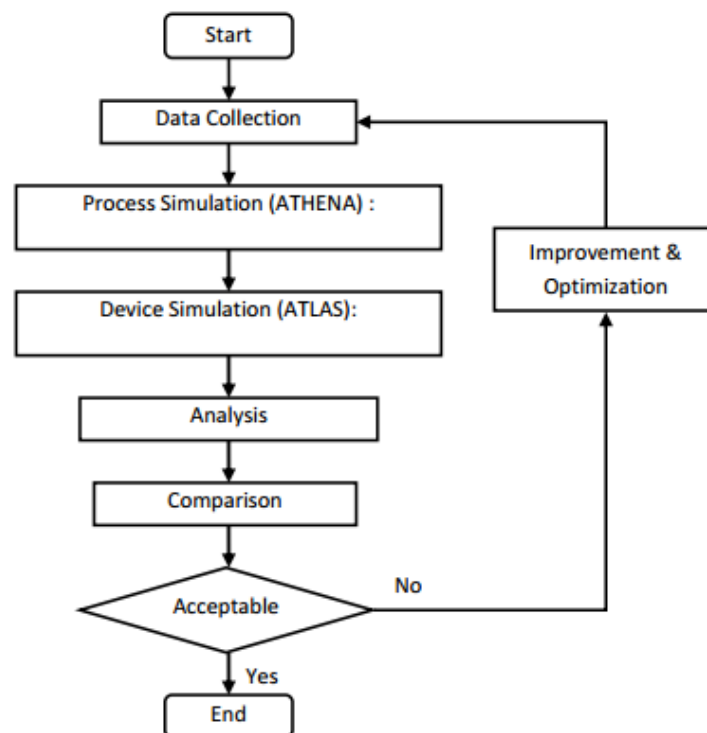 Start
Data Collection
Process Simulation (ATHENA) :
Improvement &
Optimization
Device Simulation (ATLAS):
Analysis
Comparison
Acceptable
No
Yes
End